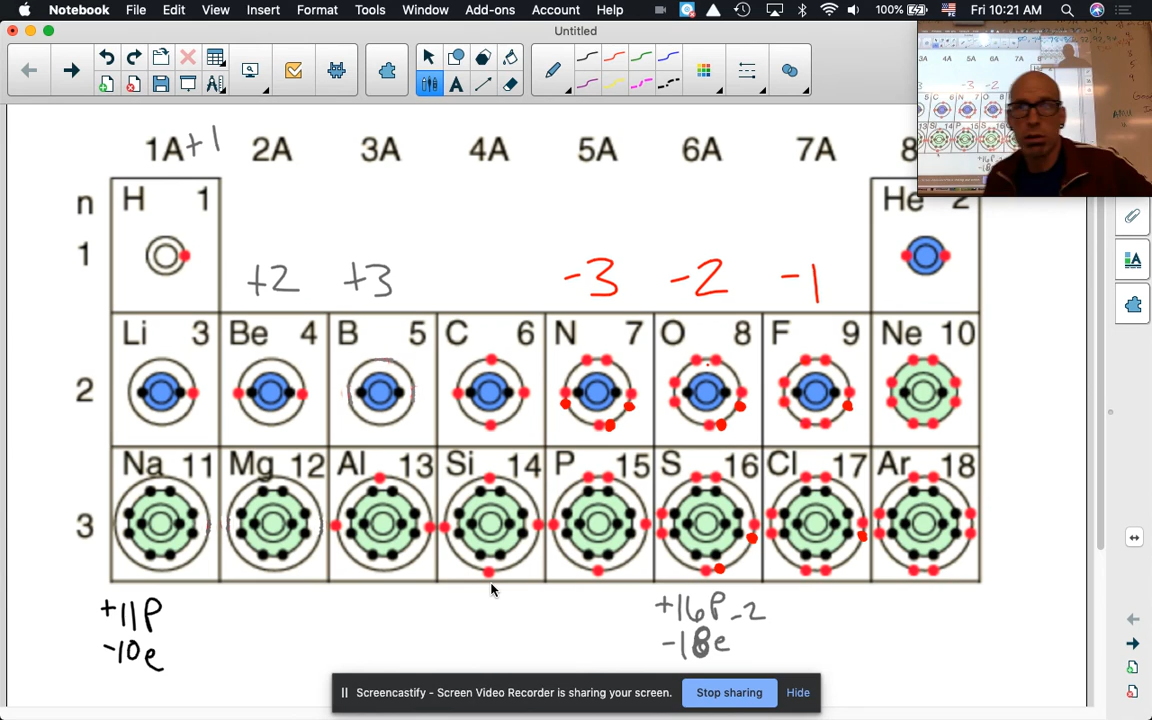 Notebook File Edit View Insert Format Tools Window Add-ons Account Help 100% Fri 10:21 AM
Untitled
1A +1 2A 3A 4A 5A 6A 7A 8
n H 1 He 2
1
+2 +3 -3 -2 -1
Li 3 Be 4 B 5 C 6 N 7 O 8 F 9 Ne 10
2
Na 11 Mg 12 Al 13 Si 14 P 15 S 16 Cl 17 Ar 18
3
+11P +16P -2
-10e -18e
Screencastify - Screen Video Recorder is sharing your screen. Stop sharing Hide